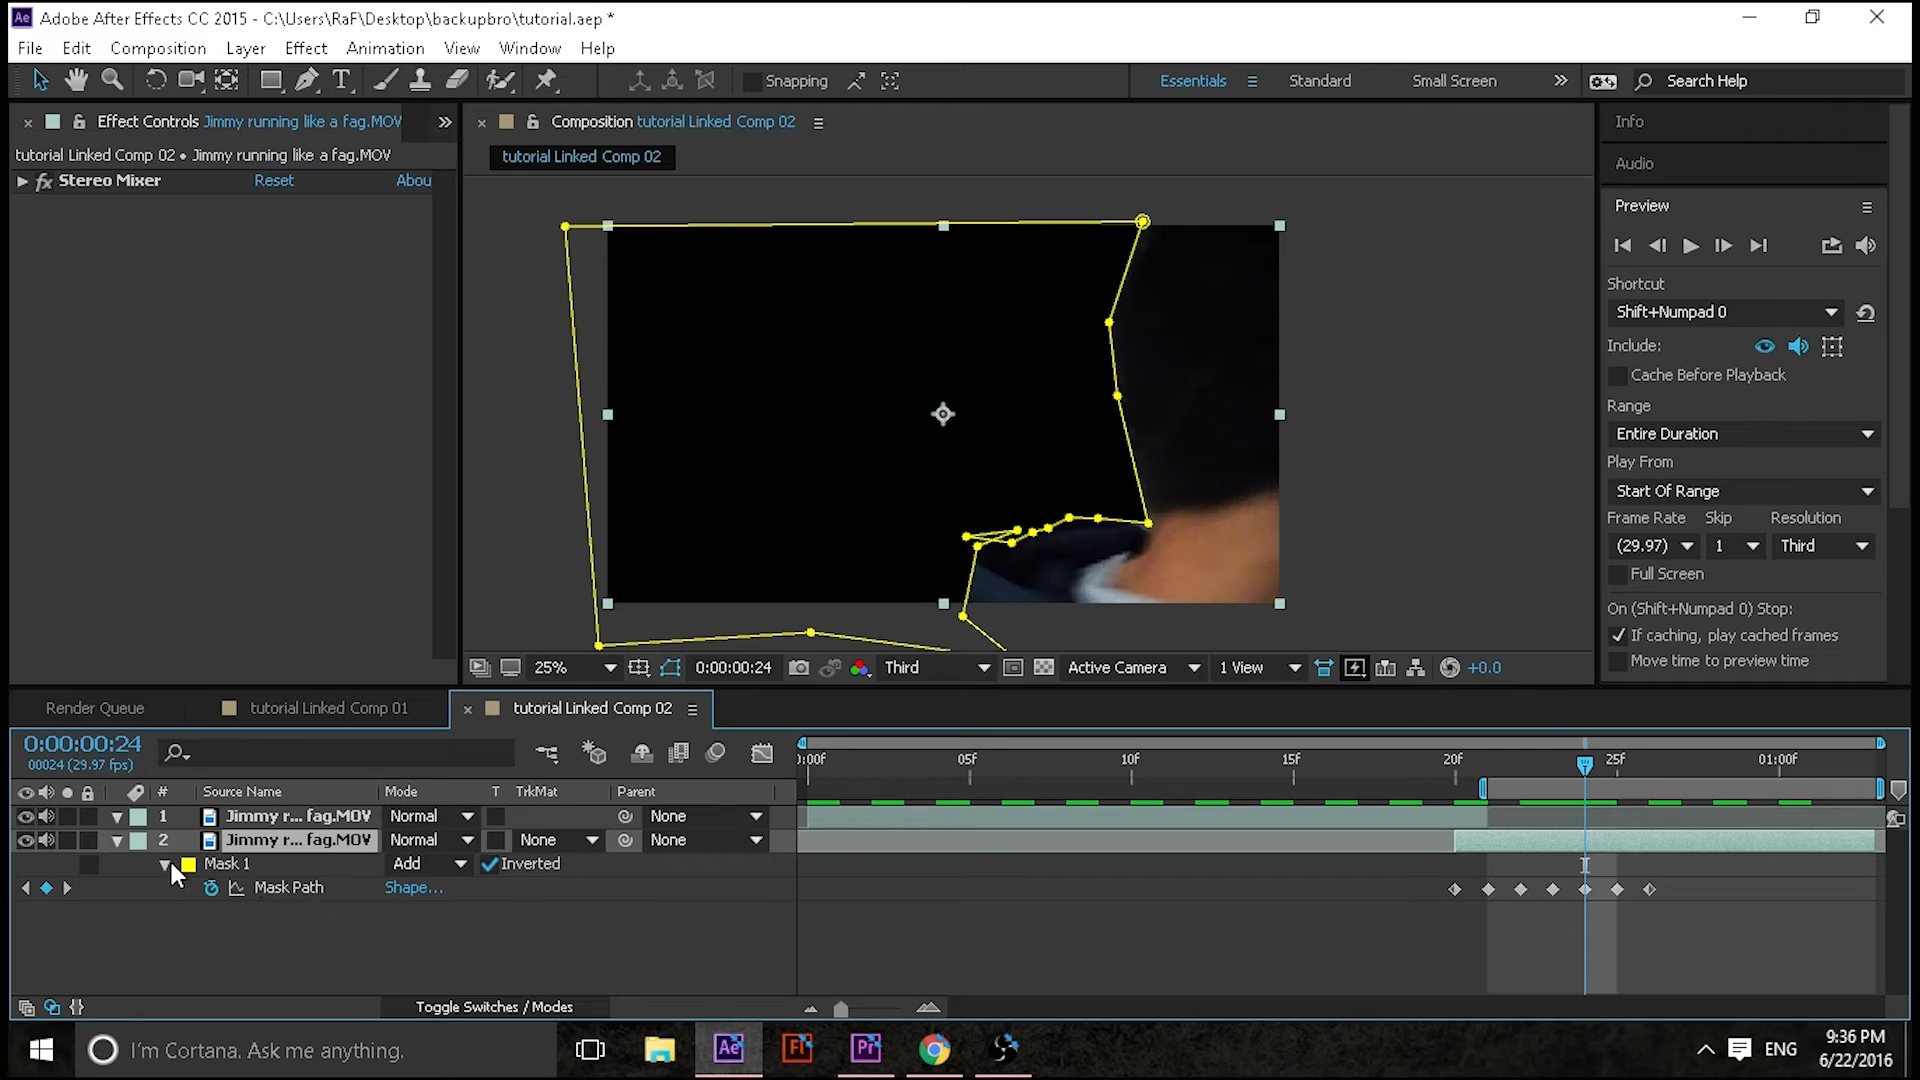 Adobe After Effects CC 2015 - C:\Users\RaF\Desktop\backupbro\tutorial.aep *
File Edit Composition Layer Effect Animation View Window Help
Snapping
Essentials Standard Small Screen Search Help
Effect Controls Jimmy running like a fag.MOV
tutorial Linked Comp 02 • Jimmy running like a fag.MOV
fx Stereo Mixer Reset Abou
Composition tutorial Linked Comp 02
tutorial Linked Comp 02
25% 0:00:00:24 Third Active Camera 1 View +0.0
Info
Audio
Preview
Shortcut
Shift+Numpad 0
Include:
Cache Before Playback
Range
Entire Duration
Play From
Start Of Range
Frame Rate Skip Resolution
(29.97) 1 Third
Full Screen
On (Shift+Numpad 0) Stop:
If caching, play cached frames
Move time to preview time
Render Queue tutorial Linked Comp 01 tutorial Linked Comp 02
0:00:00:24
00024 (29.97 fps)
):00f 05f 10f 15f 20f 25f 01:00f
# Source Name Mode T TrkMat Parent
1 Jimmy r... fag.MOV Normal None
2 Jimmy r... fag.MOV Normal None None
Mask 1 Add Inverted
Mask Path Shape...
Toggle Switches / Modes
I'm Cortana. Ask me anything.
Ae Fl Pr
ENG
9:36 PM
6/22/2016